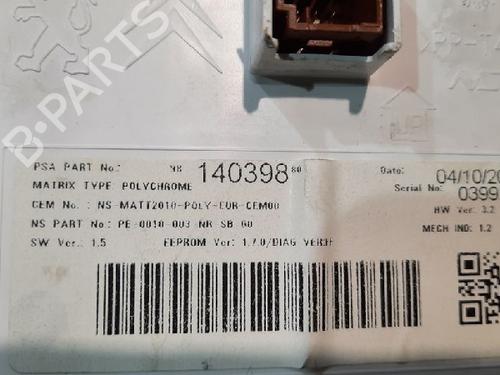 B-PARTS
PSA PART No.: 98 140398 80
Date: 04/10/20
MATRIX TYPE: POLYCHROME
Serial No: 0399
CEM No.: NS-MATT2010-POLY-EUR-CEM00
HW Ver: 3.2
NS PART No: PE-0010-003-NR SB 00
MECH IND: 1.2
SW Ver.: 1.5 EEPROM Ver: 1.7.0/DIAG VER3F